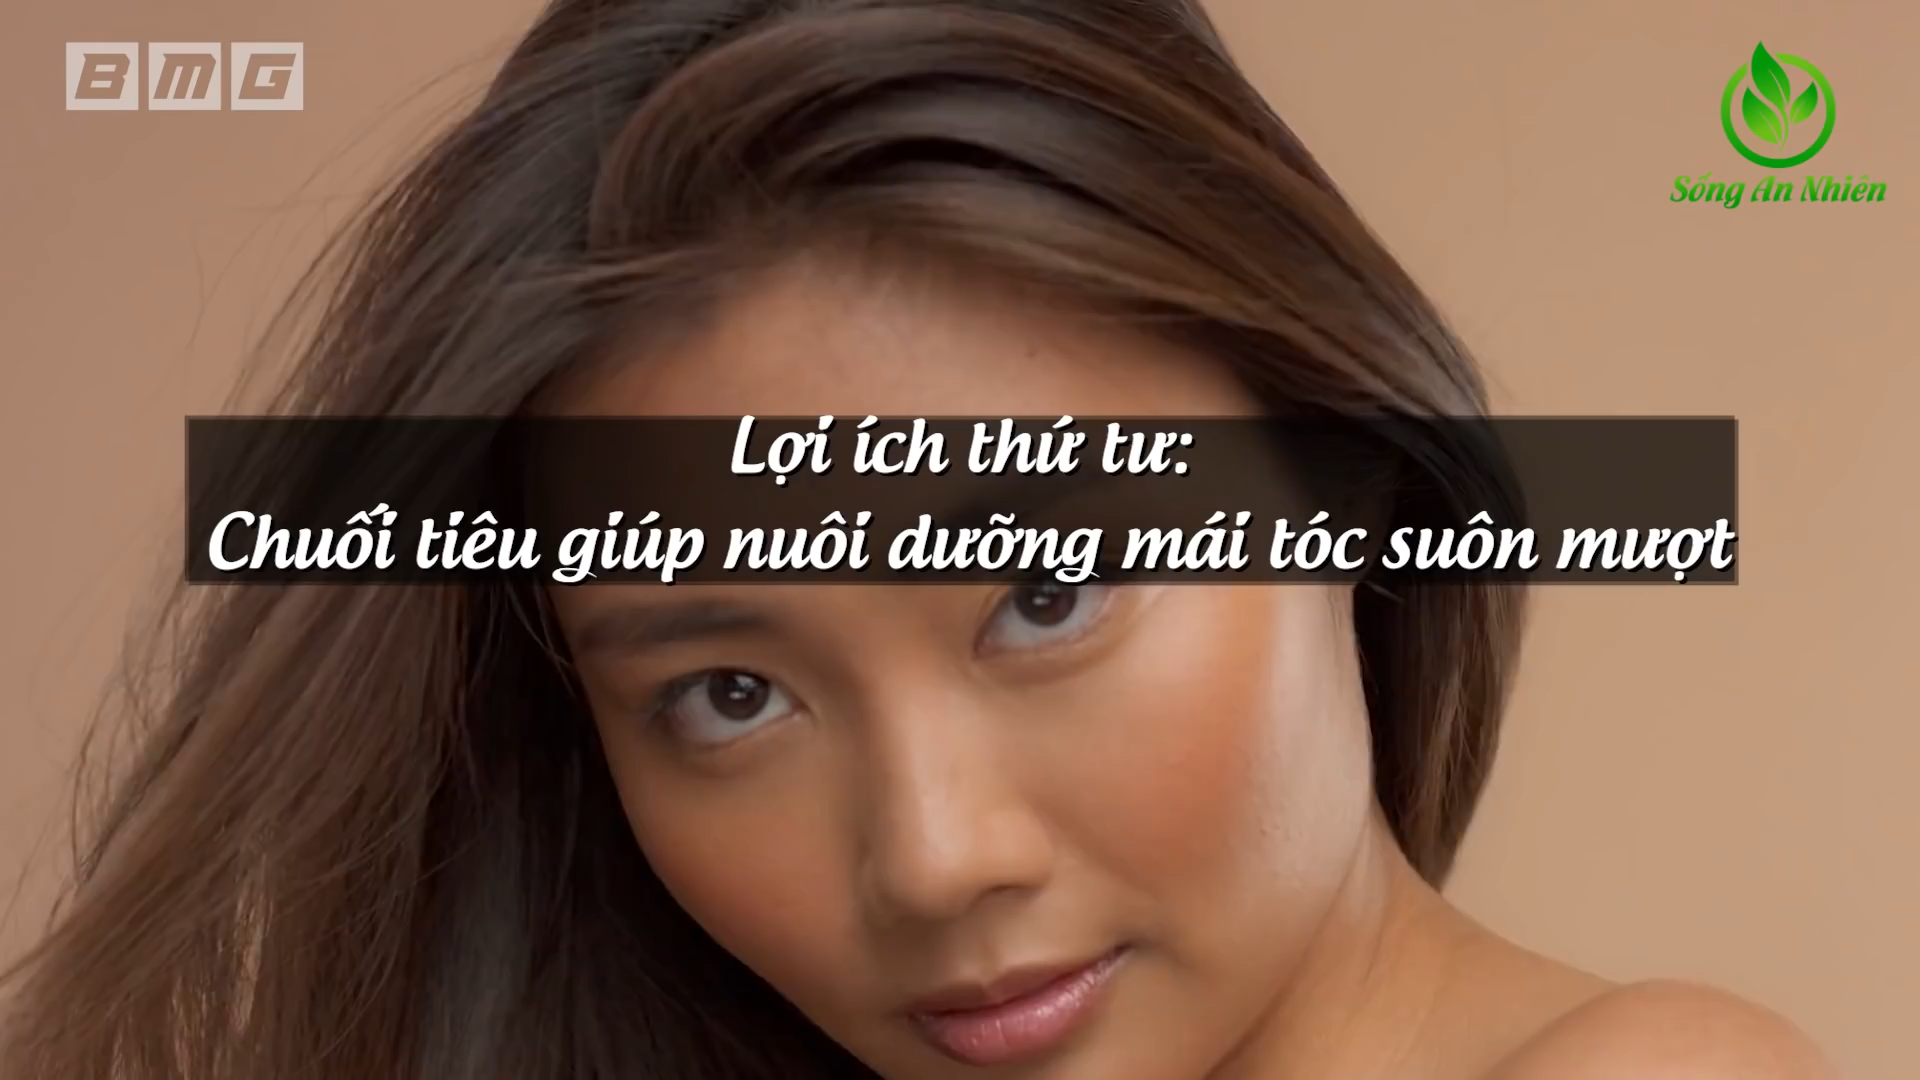 BMG
Sống An Nhiên
Lợi ích thứ tư:
Chuối tiêu giúp nuôi dưỡng mái tóc suôn mượt